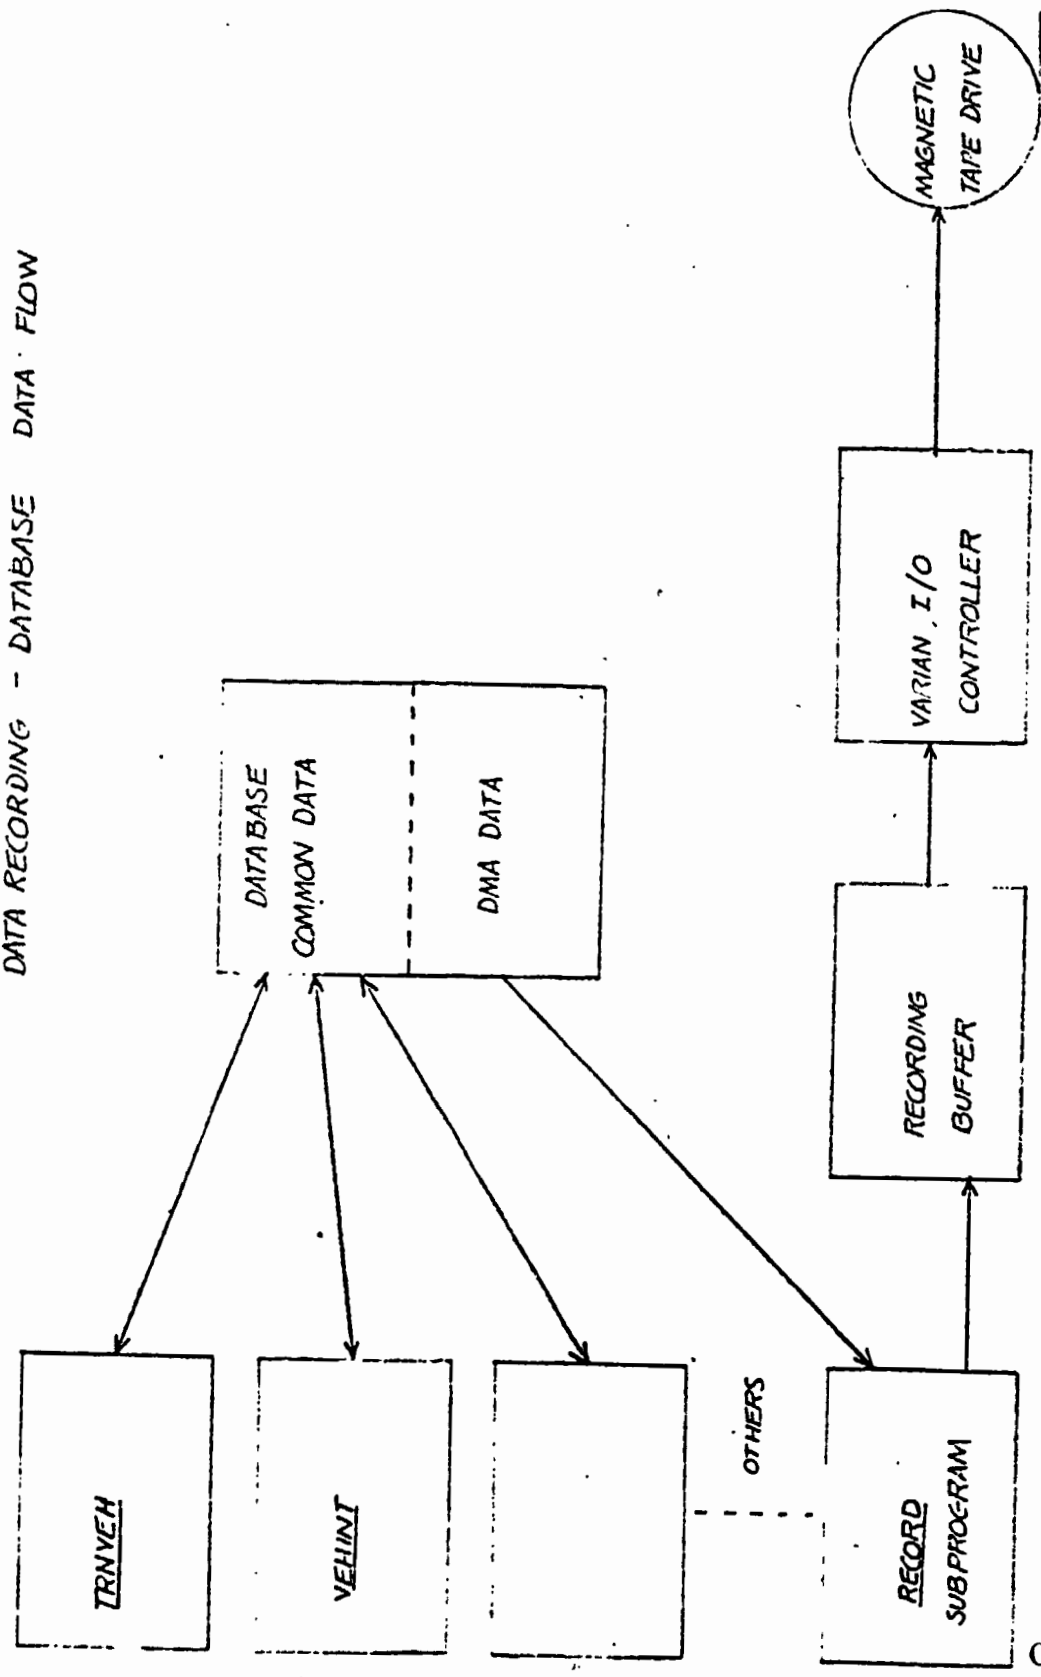 DATA RECORDING - DATABASE DATA FLOW
TRNVEH
VEHINT
OTHERS
RECORD
SUBPROGRAM
DATABASE
COMMON DATA
DMA DATA
RECORDING
BUFFER
VARIAN, I/O
CONTROLLER
MAGNETIC
TAPE DRIVE